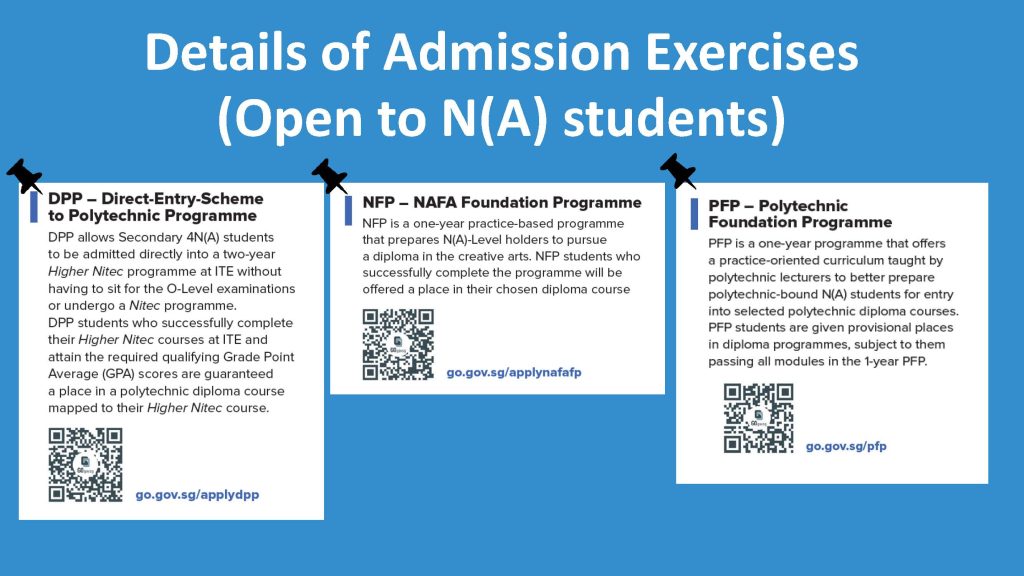 Details of Admission Exercises
(Open to N(A) students)
DPP – Direct-Entry-Scheme
to Polytechnic Programme
DPP allows Secondary 4N(A) students
to be admitted directly into a two-year
Higher Nitec programme at ITE without
having to sit for the O-Level examinations
or undergo a Nitec programme.
DPP students who successfully complete
their Higher Nitec courses at ITE and
attain the required qualifying Grade Point
Average (GPA) scores are guaranteed
a place in a polytechnic diploma course
mapped to their Higher Nitec course.
go.gov.sg/applydpp
NFP – NAFA Foundation Programme
NFP is a one-year practice-based programme
that prepares N(A)-Level holders to pursue
a diploma in the creative arts. NFP students who
successfully complete the programme will be
offered a place in their chosen diploma course
go.gov.sg/applynafafp
PFP – Polytechnic
Foundation Programme
PFP is a one-year programme that offers
a practice-oriented curriculum taught by
polytechnic lecturers to better prepare
polytechnic-bound N(A) students for entry
into selected polytechnic diploma courses.
PFP students are given provisional places
in diploma programmes, subject to them
passing all modules in the 1-year PFP.
go.gov.sg/pfp